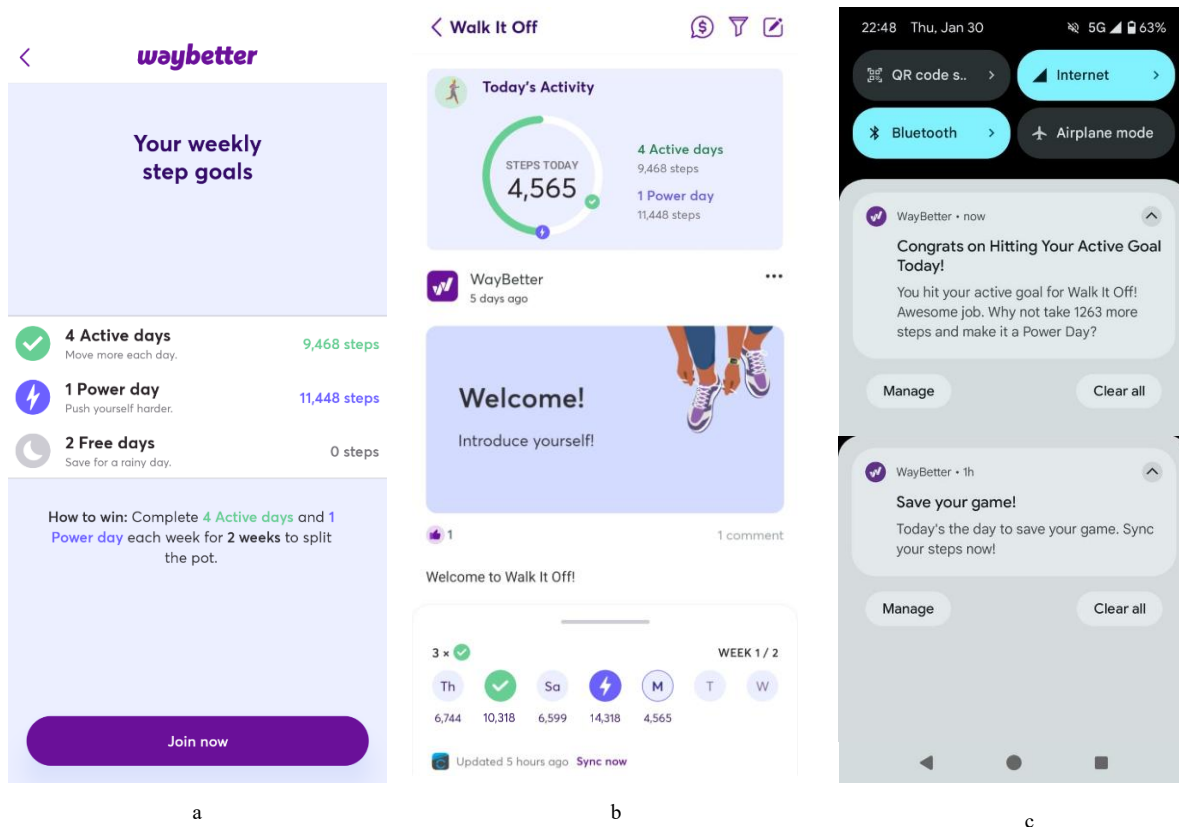 waybetter
Your weekly
step goals
4 Active days
Move more each day.
9,468 steps
1 Power day
Push yourself harder.
11,448 steps
2 Free days
Save for a rainy day.
0 steps
How to win: Complete 4 Active days and 1
Power day each week for 2 weeks to split
the pot.
Join now
a
Walk It Off
Today's Activity
STEPS TODAY
4,565
4 Active days
9,468 steps
1 Power day
11,448 steps
WayBetter
5 days ago
Welcome!
Introduce yourself!
1
1 comment
Welcome to Walk It Off!
3 ×
WEEK 1 / 2
Th Sa M T W
6,744 10,318 6,599 14,318 4,565
Updated 5 hours ago Sync now
b
22:48 Thu, Jan 30 5G 63%
QR code s.. Internet
Bluetooth Airplane mode
WayBetter • now
Congrats on Hitting Your Active Goal
Today!
You hit your active goal for Walk It Off!
Awesome job. Why not take 1263 more
steps and make it a Power Day?
Manage Clear all
WayBetter • 1h
Save your game!
Today's the day to save your game. Sync
your steps now!
Manage Clear all
c